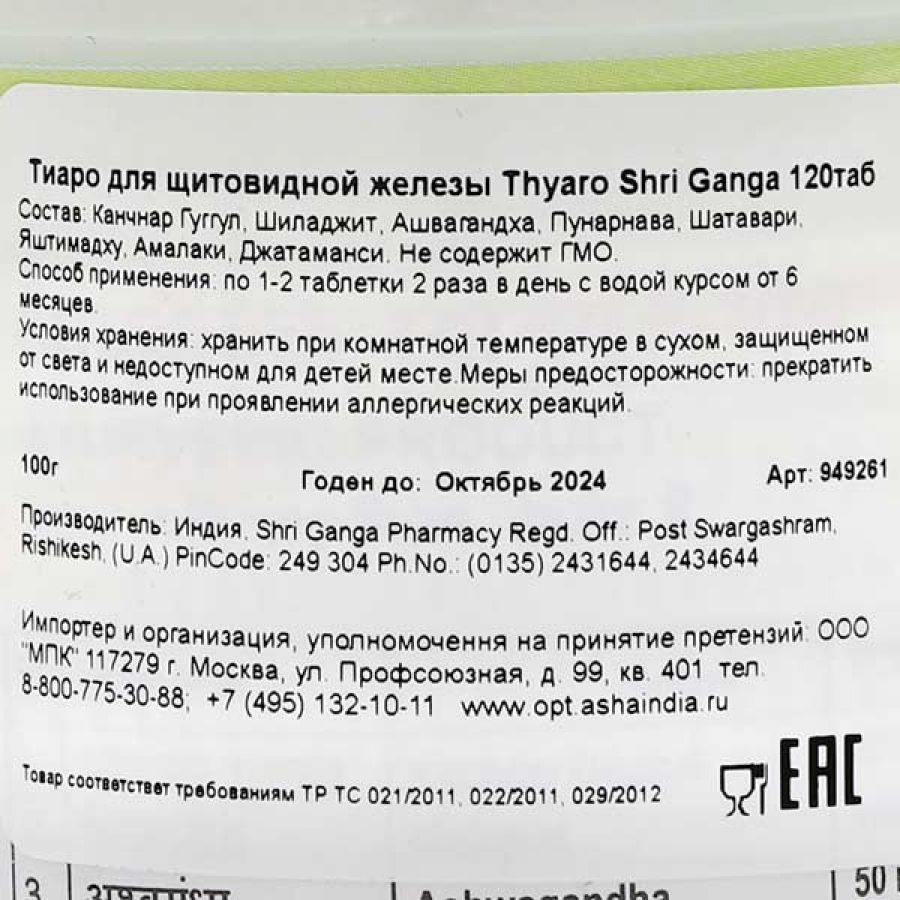 Тиаро для щитовидной железы Thyaro Shri Ganga 120таб
Состав: Канчнар Гуггул, Шиладжит, Ашвагандха, Пунарнава, Шатавари,
Яштимадху, Амалаки, Джатаманси. Не содержит ГМО.
Способ применения: по 1-2 таблетки 2 раза в день с водой курсом от 6
месяцев.
Условия хранения: хранить при комнатной температуре в сухом, защищенном
от света и недоступном для детей месте.Меры предосторожности: прекратить
использование при проявлении аллергических реакций.
100г
Годен до: Октябрь 2024
Арт: 949261
Производитель: Индия, Shri Ganga Pharmacy Regd. Off.: Post Swargashram,
Rishikesh, (U.A.) PinCode: 249 304 Ph.No.: (0135) 2431644, 2434644
Импортер и организация, уполномочення на принятие претензий: ООО
"МПК" 117279 г. Москва, ул. Профсоюзная, д. 99, кв. 401 тел.
8-800-775-30-88; +7 (495) 132-10-11 www.opt.ashaindia.ru
Товар соответствет требованиям ТР ТС 021/2011, 022/2011, 029/2012
EAC
3 Ashwagandha 50